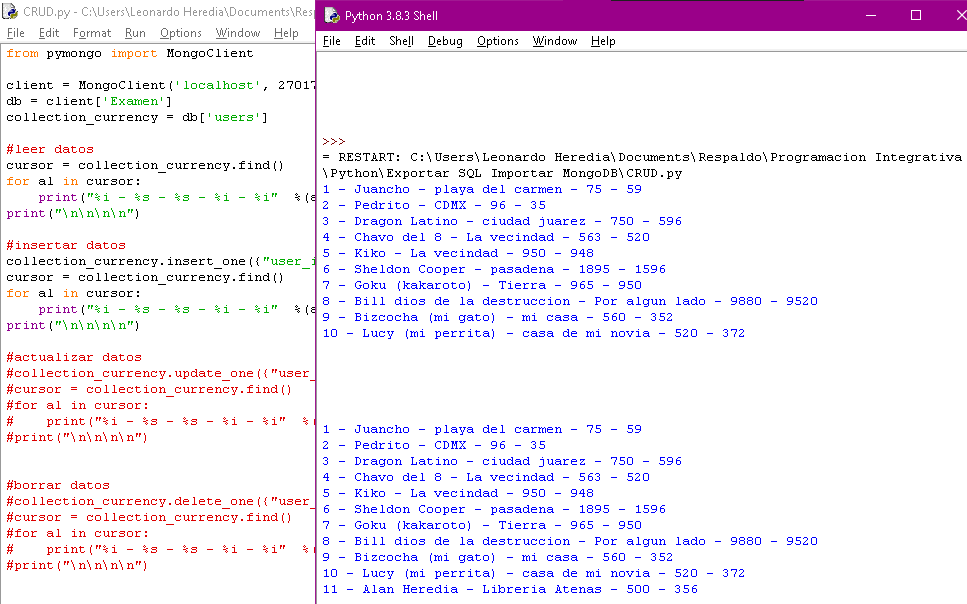 CRUD.py - C:\Users\Leonardo Heredia\Documents\Resp
File Edit Format Run Options Window Help
from pymongo import MongoClient
client = MongoClient('localhost', 27017
db = client['Examen']
collection_currency = db['users']
#leer datos
cursor = collection_currency.find()
for al in cursor:
print("%i - %s - %s - %i - %i" %(a
print("\n\n\n\n")
#insertar datos
collection_currency.insert_one({"user_i
cursor = collection_currency.find()
for al in cursor:
print("%i - %s - %s - %i - %i" %(a
print("\n\n\n\n")
#actualizar datos
#collection_currency.update_one({"user_
#cursor = collection_currency.find()
#for al in cursor:
# print("%i - %s - %s - %i - %i" %
#print("\n\n\n\n")
#borrar datos
#collection_currency.delete_one({"user_
#cursor = collection_currency.find()
#for al in cursor:
# print("%i - %s - %s - %i - %i" %
#print("\n\n\n\n")
Python 3.8.3 Shell
File Edit Shell Debug Options Window Help
>>>
= RESTART: C:\Users\Leonardo Heredia\Documents\Respaldo\Programacion Integrativa
\Python\Exportar SQL Importar MongoDB\CRUD.py
1 - Juancho - playa del carmen - 75 - 59
2 - Pedrito - CDMX - 96 - 35
3 - Dragon Latino - ciudad juarez - 750 - 596
4 - Chavo del 8 - La vecindad - 563 - 520
5 - Kiko - La vecindad - 950 - 948
6 - Sheldon Cooper - pasadena - 1895 - 1596
7 - Goku (kakaroto) - Tierra - 965 - 950
8 - Bill dios de la destruccion - Por algun lado - 9880 - 9520
9 - Bizcocha (mi gato) - mi casa - 560 - 352
10 - Lucy (mi perrita) - casa de mi novia - 520 - 372
1 - Juancho - playa del carmen - 75 - 59
2 - Pedrito - CDMX - 96 - 35
3 - Dragon Latino - ciudad juarez - 750 - 596
4 - Chavo del 8 - La vecindad - 563 - 520
5 - Kiko - La vecindad - 950 - 948
6 - Sheldon Cooper - pasadena - 1895 - 1596
7 - Goku (kakaroto) - Tierra - 965 - 950
8 - Bill dios de la destruccion - Por algun lado - 9880 - 9520
9 - Bizcocha (mi gato) - mi casa - 560 - 352
10 - Lucy (mi perrita) - casa de mi novia - 520 - 372
11 - Alan Heredia - Libreria Atenas - 500 - 356